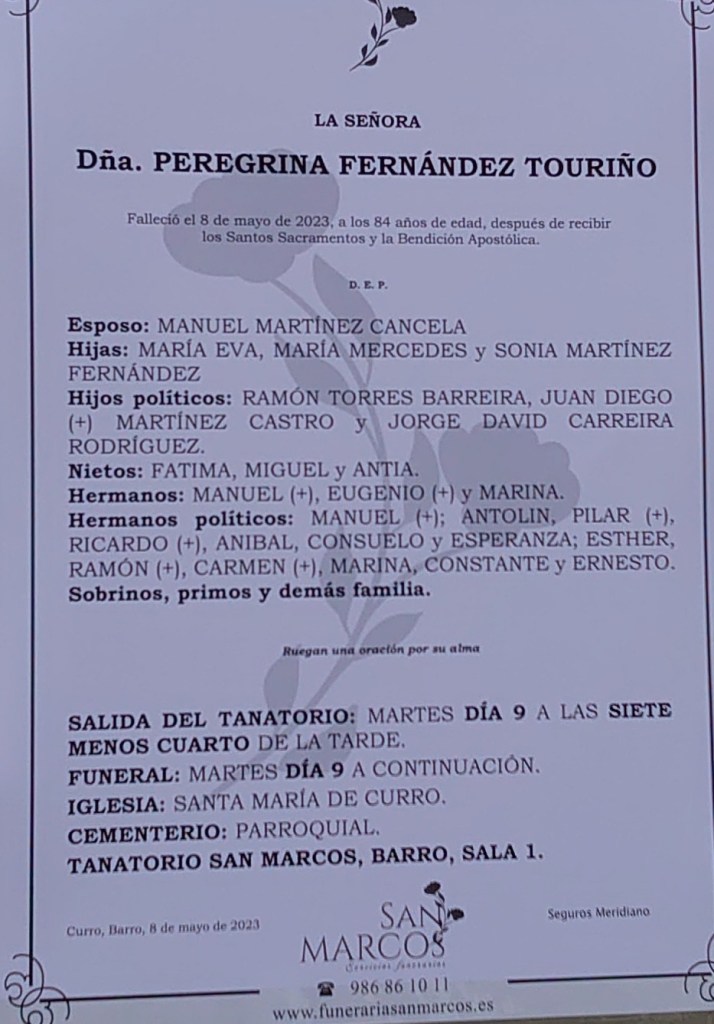 LA SEÑORA
Dña. PEREGRINA FERNÁNDEZ TOURIÑO
Falleció el 8 de mayo de 2023, a los 84 años de edad, después de recibir
los Santos Sacramentos y la Bendición Apostólica.
D. E. P.
Esposo: MANUEL MARTÍNEZ CANCELA
Hijas: MARÍA EVA, MARÍA MERCEDES y SONIA MARTÍNEZ
FERNÁNDEZ
Hijos políticos: RAMÓN TORRES BARREIRA, JUAN DIEGO
(+) MARTÍNEZ CASTRO y JORGE DAVID CARREIRA
RODRÍGUEZ.
Nietos: FATIMA, MIGUEL y ANTIA.
Hermanos: MANUEL (+), EUGENIO (+) y MARINA.
Hermanos políticos: MANUEL (+); ANTOLIN, PILAR (+),
RICARDO (+), ANIBAL, CONSUELO y ESPERANZA; ESTHER,
RAMÓN (+), CARMEN (+), MARINA, CONSTANTE y ERNESTO.
Sobrinos, primos y demás familia.
Ruegan una oración por su alma
SALIDA DEL TANATORIO: MARTES DÍA 9 A LAS SIETE
MENOS CUARTO DE LA TARDE.
FUNERAL: MARTES DÍA 9 A CONTINUACIÓN.
IGLESIA: SANTA MARÍA DE CURRO.
CEMENTERIO: PARROQUIAL.
TANATORIO SAN MARCOS, BARRO, SALA 1.
Curro, Barro, 8 de mayo de 2023
SAN
MARCOS
Servicios funerarios
Seguros Meridiano
☎ 986 86 10 11
www.funerariasanmarcos.es